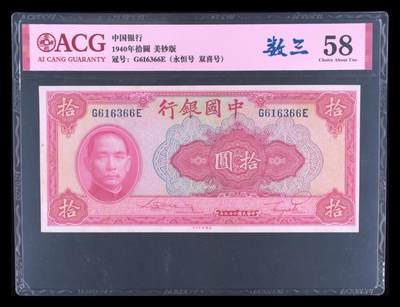 ACG
AI CANG GUARANTY
中国银行
1940年拾圆 美钞版
冠号：G616366E（永恒号 双喜号）
数三
58
Choice About Unc
拾
拾
G616366E
G616366E
行銀國中
圓拾
拾
拾